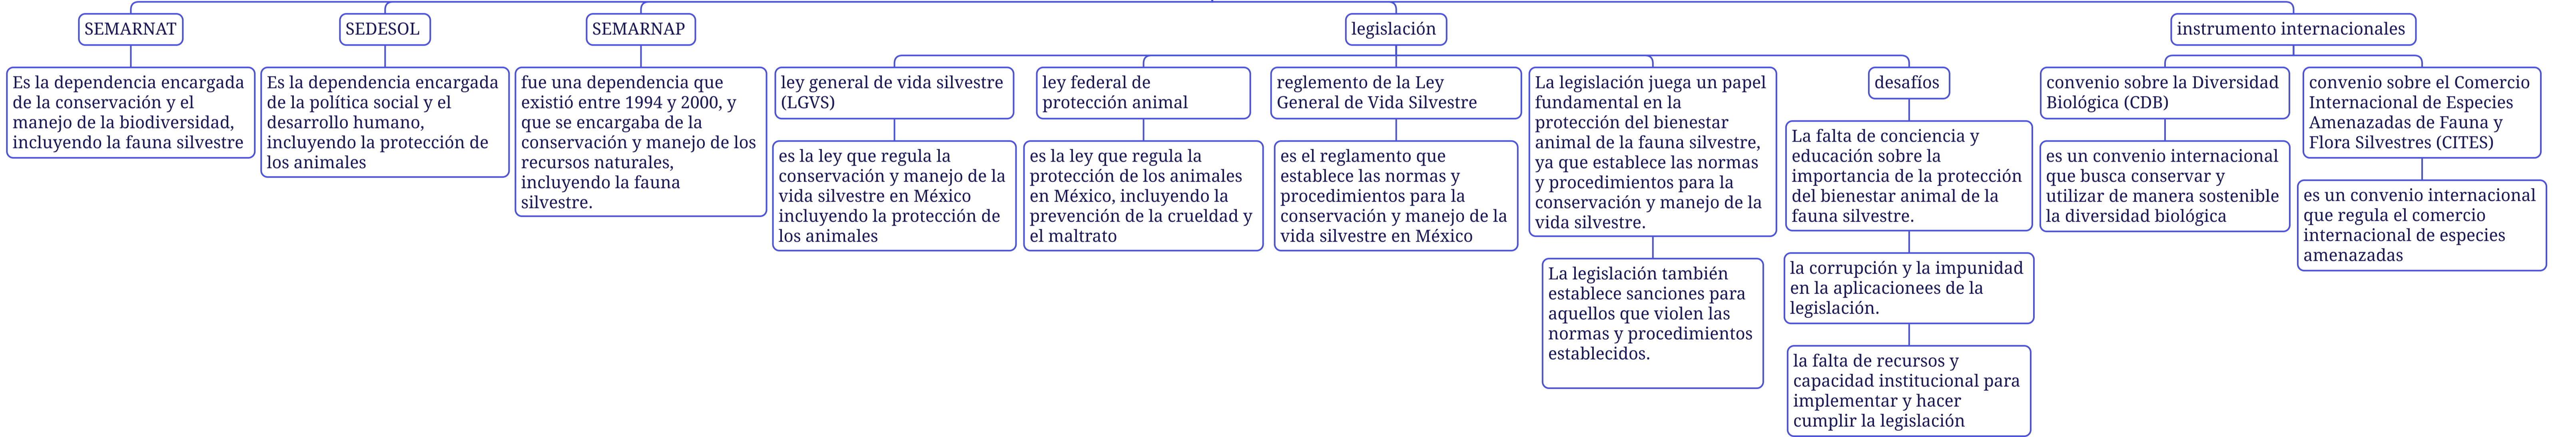 SEMARNAT
Es la dependencia encargada
de la conservación y el
manejo de la biodiversidad,
incluyendo la fauna silvestre
SEDESOL
Es la dependencia encargada
de la política social y el
desarrollo humano,
incluyendo la protección de
los animales
SEMARNAP
fue una dependencia que
existió entre 1994 y 2000, y
que se encargaba de la
conservación y manejo de los
recursos naturales,
incluyendo la fauna
silvestre.
legislación
ley general de vida silvestre
(LGVS)
es la ley que regula la
conservación y manejo de la
vida silvestre en México
incluyendo la protección de
los animales
ley federal de
protección animal
es la ley que regula la
protección de los animales
en México, incluyendo la
prevención de la crueldad y
el maltrato
reglemento de la Ley
General de Vida Silvestre
es el reglamento que
establece las normas y
procedimientos para la
conservación y manejo de la
vida silvestre en México
La legislación juega un papel
fundamental en la
protección del bienestar
animal de la fauna silvestre,
ya que establece las normas
y procedimientos para la
conservación y manejo de la
vida silvestre.
La legislación también
establece sanciones para
aquellos que violen las
normas y procedimientos
establecidos.
desafíos
La falta de conciencia y
educación sobre la
importancia de la protección
del bienestar animal de la
fauna silvestre.
la corrupción y la impunidad
en la aplicacionees de la
legislación.
la falta de recursos y
capacidad institucional para
implementar y hacer
cumplir la legislación
instrumento internacionales
convenio sobre la Diversidad
Biológica (CDB)
es un convenio internacional
que busca conservar y
utilizar de manera sostenible
la diversidad biológica
convenio sobre el Comercio
Internacional de Especies
Amenazadas de Fauna y
Flora Silvestres (CITES)
es un convenio internacional
que regula el comercio
internacional de especies
amenazadas